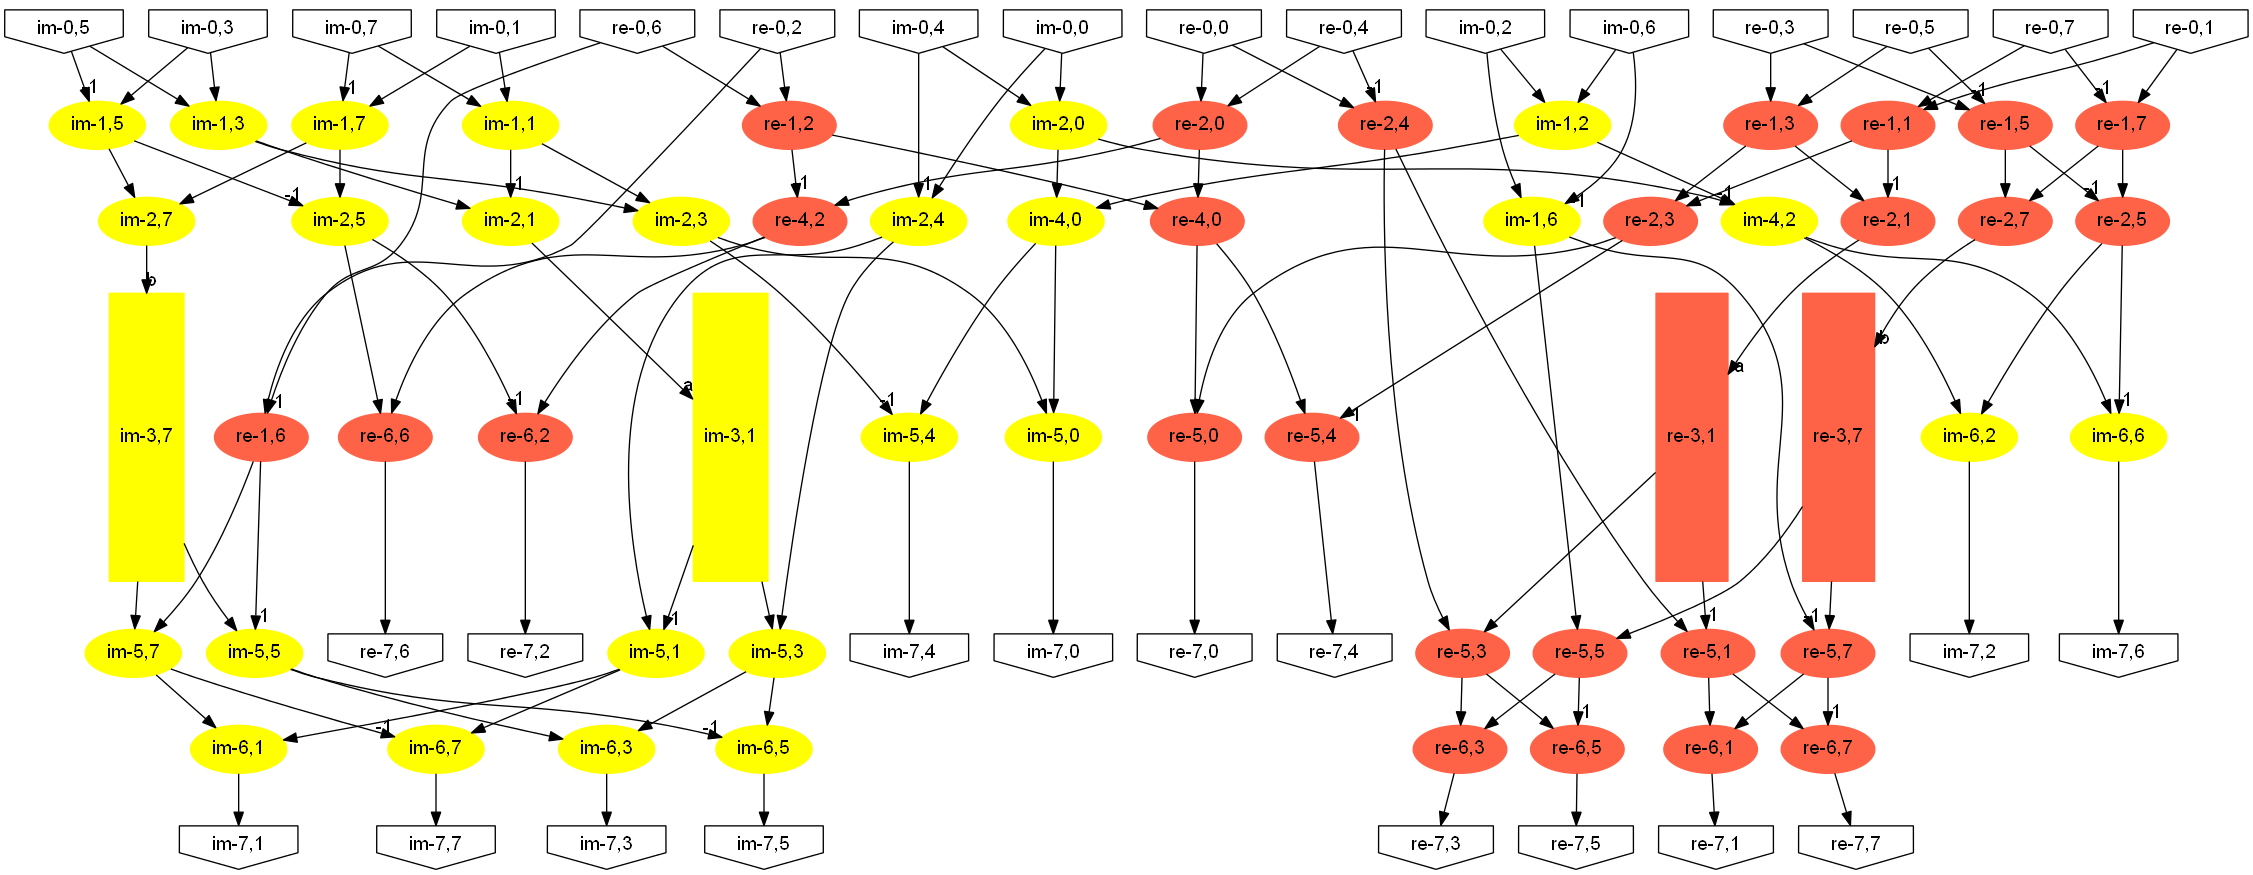 im-0,5 im-0,3 im-0,7 im-0,1 re-0,6 re-0,2 im-0,4 im-0,0 re-0,0 re-0,4 im-0,2 im-0,6 re-0,3 re-0,5 re-0,7 re-0,1
-1 -1 -1 -1 -1
im-1,5 im-1,3 im-1,7 im-1,1 re-1,2 im-2,0 re-2,0 re-2,4 im-1,2 re-1,3 re-1,1 re-1,5 re-1,7
-1 -1 -1 -1 -1 -1 -1 -1
im-2,7 im-2,5 im-2,1 im-2,3 re-4,2 im-2,4 im-4,0 re-4,0 im-1,6 re-2,3 im-4,2 re-2,1 re-2,7 re-2,5
b
b
a
a
-1 -1 -1 -1 -1
im-3,7 re-1,6 re-6,6 re-6,2 im-3,1 im-5,4 im-5,0 re-5,0 re-5,4 re-3,1 re-3,7 im-6,2 im-6,6
-1 -1 -1 -1
im-5,7 im-5,5 re-7,6 re-7,2 im-5,1 im-5,3 im-7,4 im-7,0 re-7,0 re-7,4 re-5,3 re-5,5 re-5,1 re-5,7 im-7,2 im-7,6
-1 -1 -1 -1
im-6,1 im-6,7 im-6,3 im-6,5 re-6,3 re-6,5 re-6,1 re-6,7
im-7,1 im-7,7 im-7,3 im-7,5 re-7,3 re-7,5 re-7,1 re-7,7